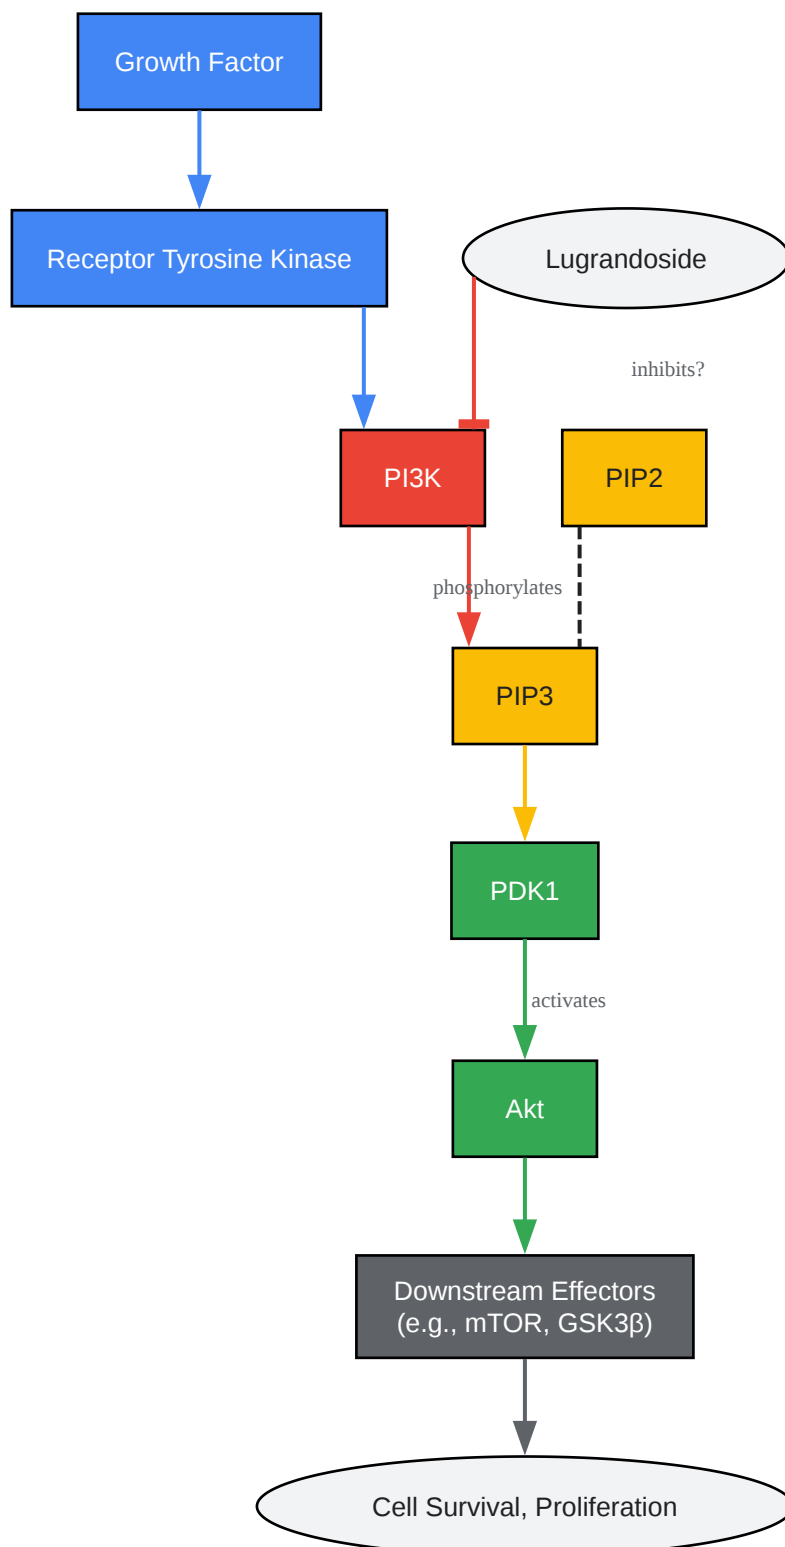 Growth Factor
Receptor Tyrosine Kinase
Lugrandoside
inhibits?
PI3K
PIP2
phosphorylates
PIP3
PDK1
activates
Akt
Downstream Effectors
(e.g., mTOR, GSK3β)
Cell Survival, Proliferation